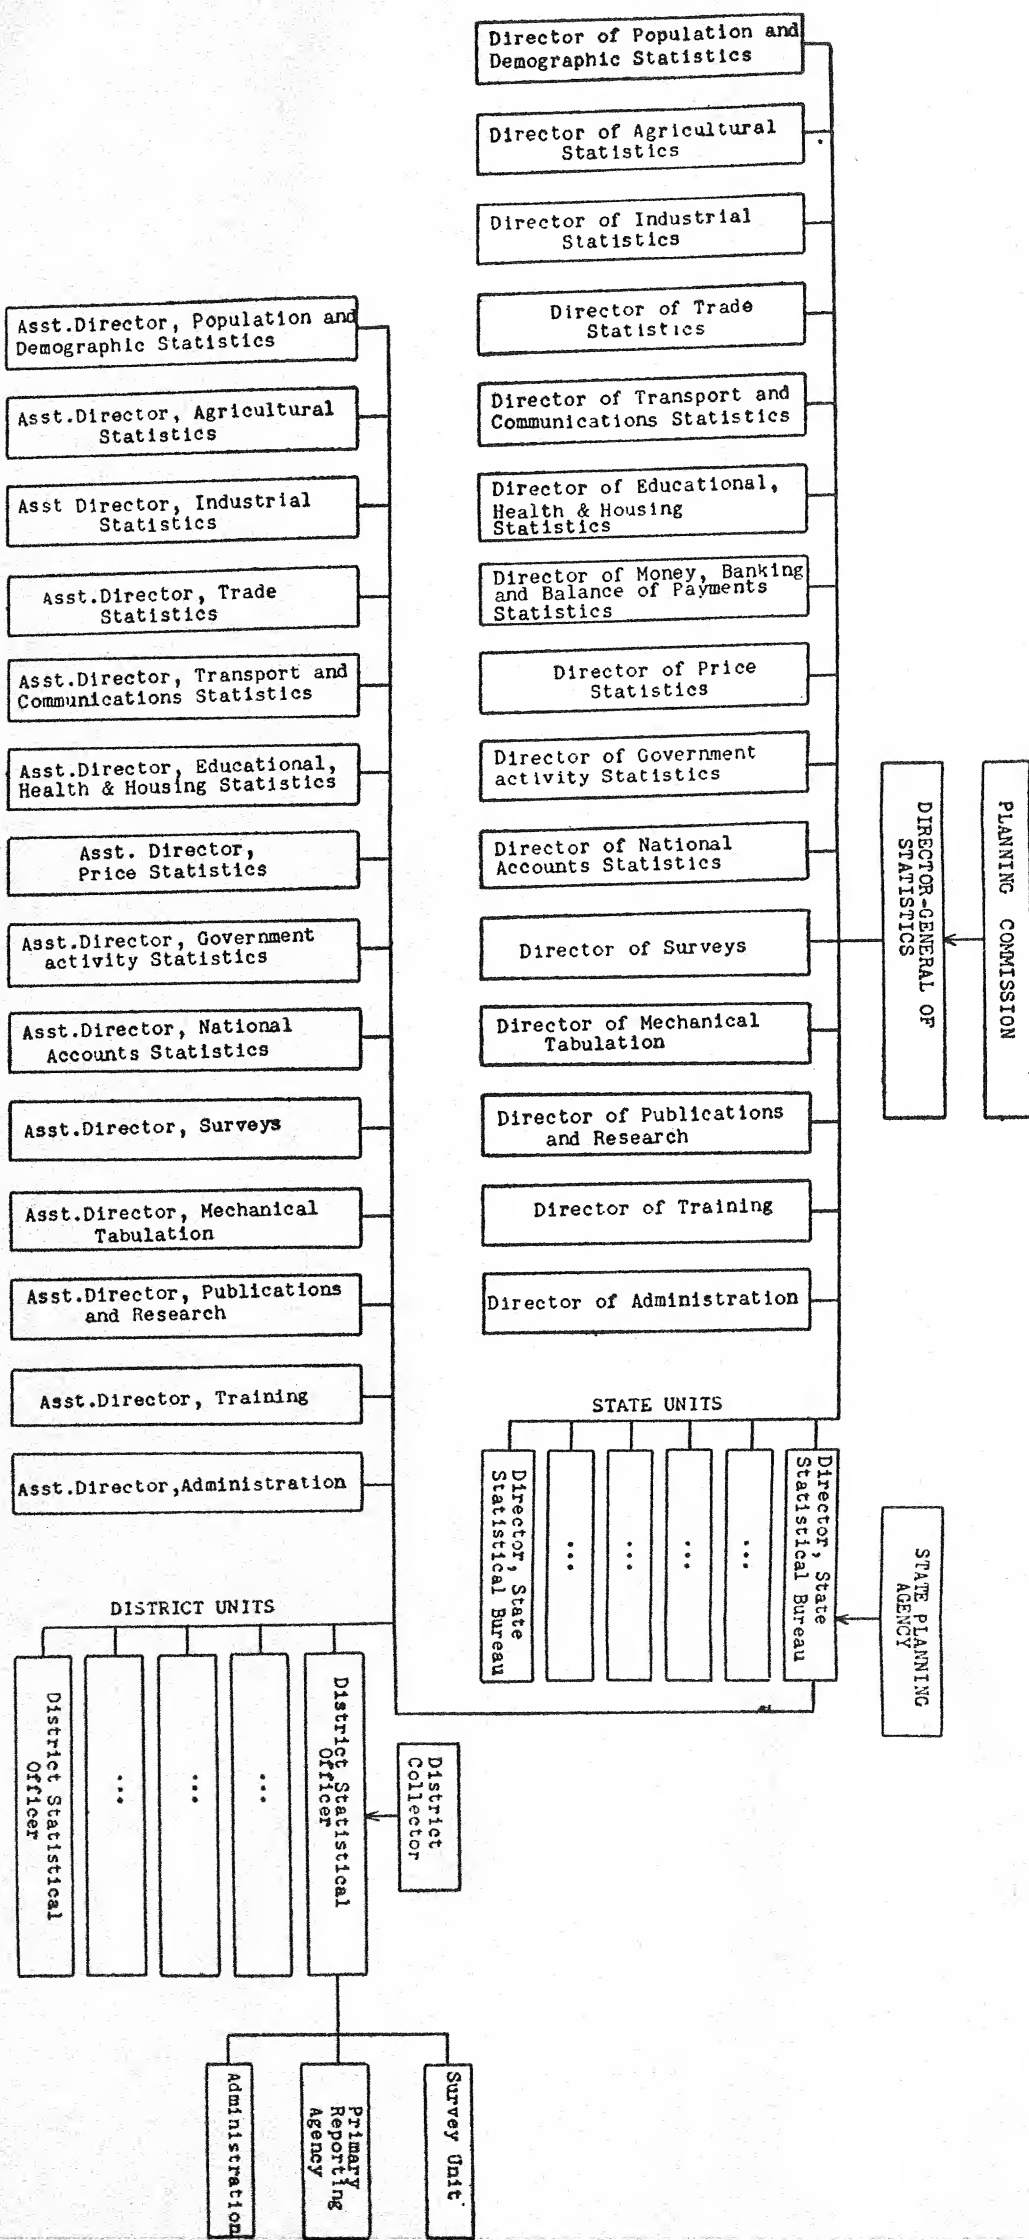 PLANNING COMMISSION
DIRECTOR-GENERAL OF
STATISTICS
Director of Population and
Demographic Statistics
Director of Agricultural
Statistics
Director of Industrial
Statistics
Director of Trade
Statistics
Director of Transport and
Communications Statistics
Director of Educational,
Health & Housing
Statistics
Director of Money, Banking
and Balance of Payments
Statistics
Director of Price
Statistics
Director of Government
activity Statistics
Director of National
Accounts Statistics
Director of Surveys
Director of Mechanical
Tabulation
Director of Publications
and Research
Director of Training
Director of Administration
STATE UNITS
STATE PLANNING
AGENCY
Director, State
Statistical Bureau
...
...
...
...
Director, State
Statistical Bureau
Asst.Director, Population and
Demographic Statistics
Asst.Director, Agricultural
Statistics
Asst Director, Industrial
Statistics
Asst.Director, Trade
Statistics
Asst.Director, Transport and
Communications Statistics
Asst.Director, Educational,
Health & Housing Statistics
Asst. Director,
Price Statistics
Asst.Director, Government
activity Statistics
Asst.Director, National
Accounts Statistics
Asst.Director, Surveys
Asst.Director, Mechanical
Tabulation
Asst.Director, Publications
and Research
Asst.Director, Training
Asst.Director,Administration
DISTRICT UNITS
District
Collector
District Statistical
Officer
...
...
...
District Statistical
Officer
Survey Unit
Primary
Reporting
Agency
Administration